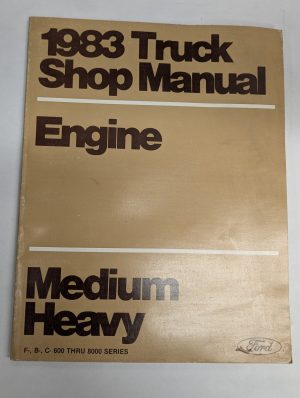 1983 Truck
Shop Manual
Engine
Medium
Heavy
F-, B-, C- 600 THRU 8000 SERIES
Ford